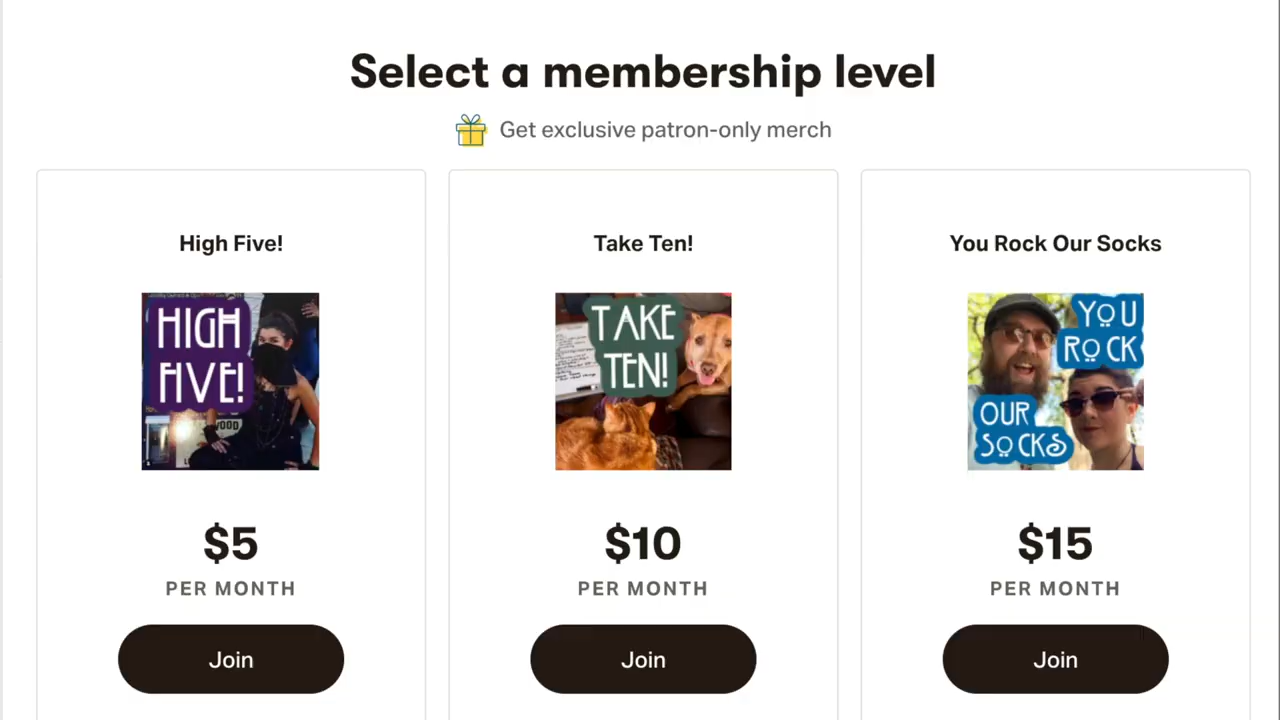 Select a membership level
Get exclusive patron-only merch
High Five!
HIGH
FIVE!
$5
PER MONTH
Join
Take Ten!
TAKE
TEN!
$10
PER MONTH
Join
You Rock Our Socks
YOU
ROCK
OUR
SOCKS
$15
PER MONTH
Join